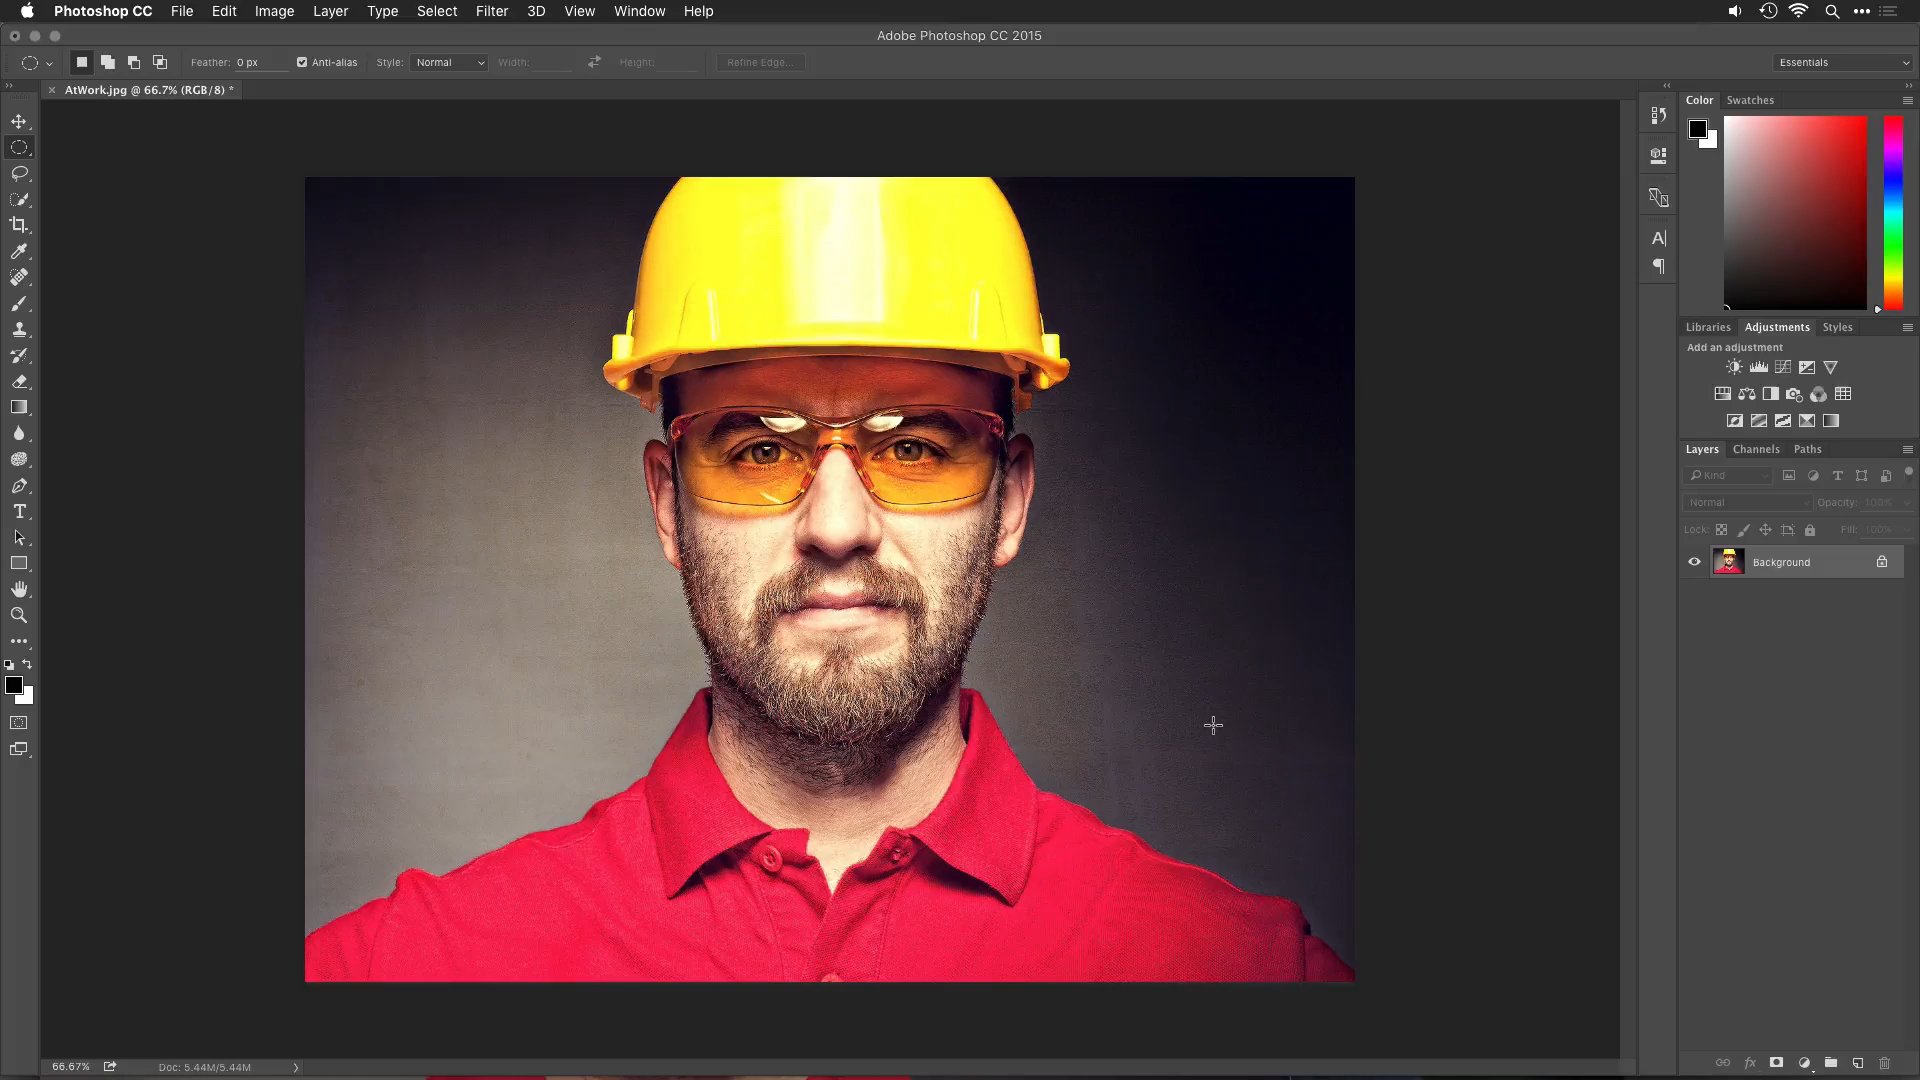 Photoshop CC File Edit Image Layer Type Select Filter 3D View Window Help
Adobe Photoshop CC 2015
Feather: 0 px Anti-alias Style: Normal Width: Height: Refine Edge... Essentials
AtWork.jpg @ 66.7% (RGB/8) *
Color Swatches
Libraries Adjustments Styles
Add an adjustment
Layers Channels Paths
Kind
Normal Opacity: 100%
Lock: Fill: 100%
Background
66.67% Doc: 5.44M/5.44M